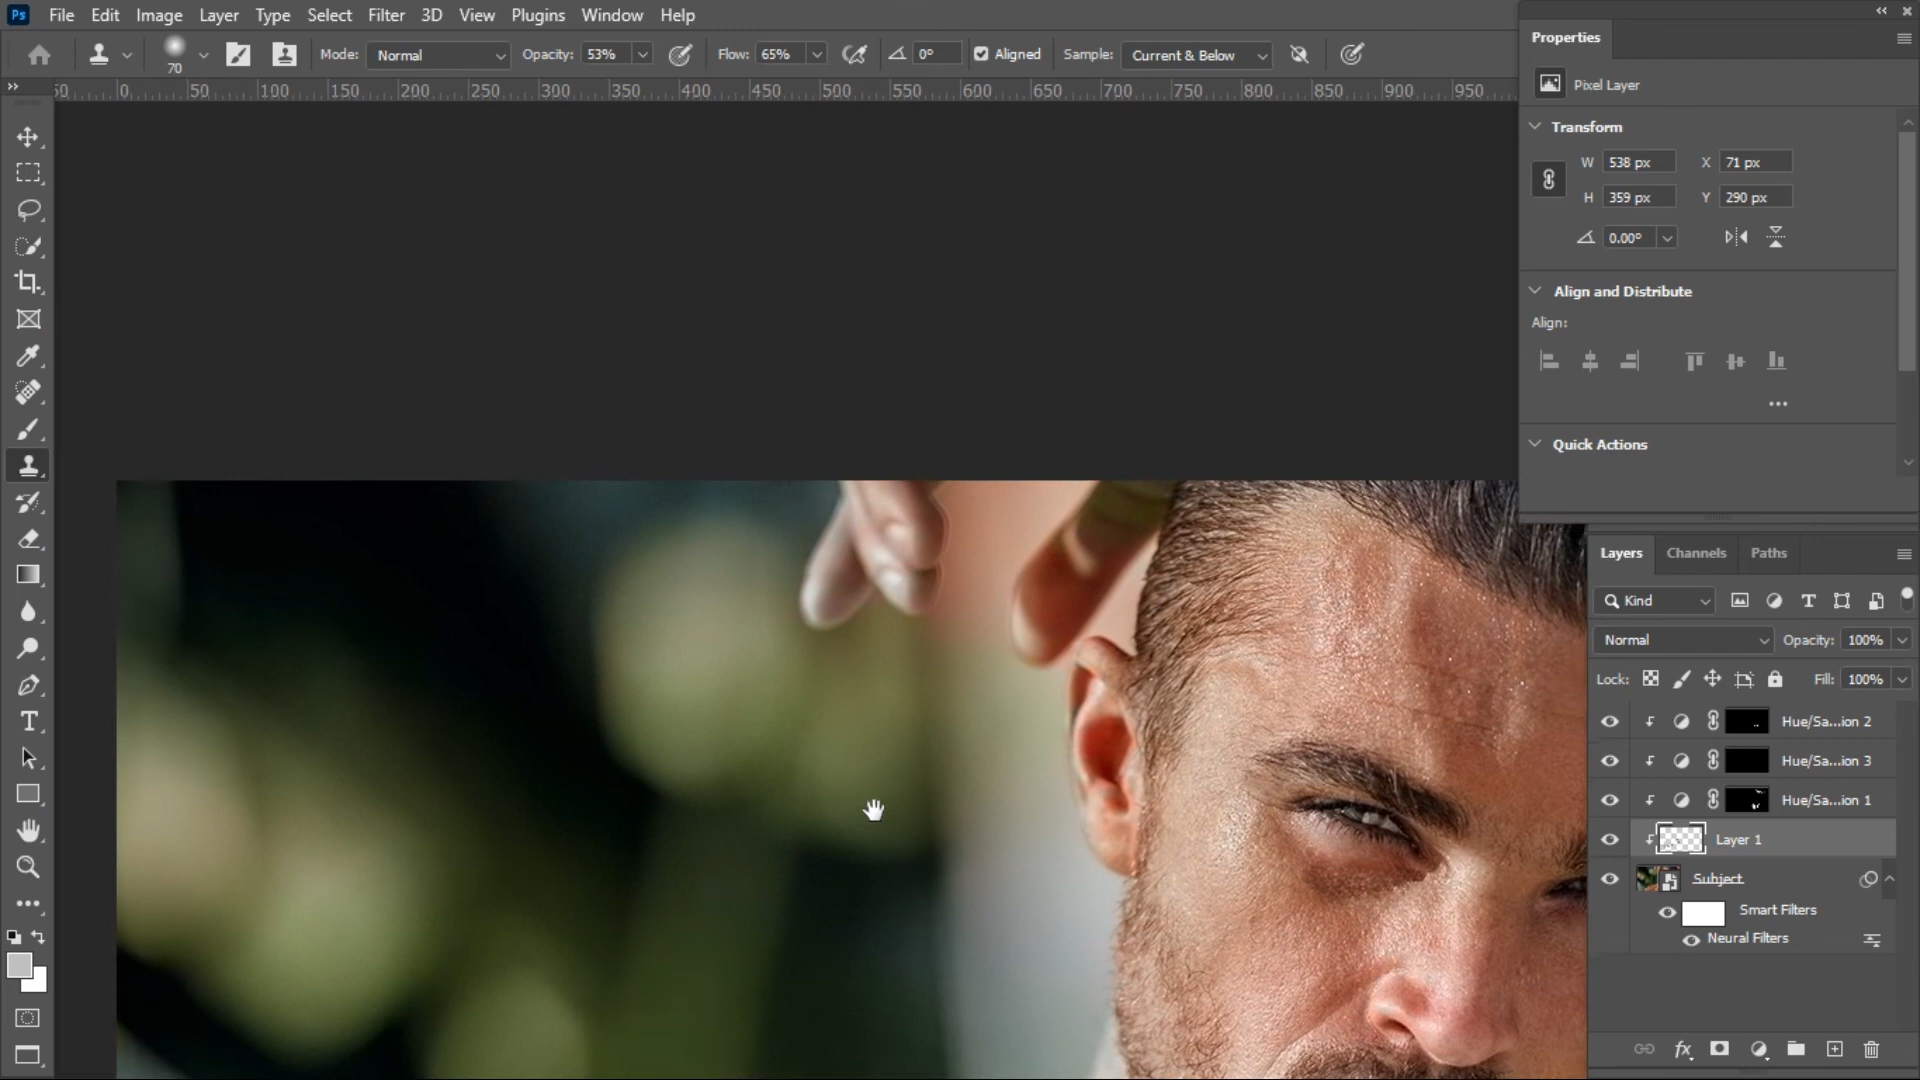 Ps File Edit Image Layer Type Select Filter 3D View Plugins Window Help
70 Mode: Normal Opacity: 53% Flow: 65% 0° Aligned Sample: Current & Below
50 0 50 100 150 200 250 300 350 400 450 500 550 600 650 700 750 800 850 900 950
Properties
Pixel Layer
Transform
W 538 px X 71 px
H 359 px Y 290 px
0.00°
Align and Distribute
Align:
Quick Actions
Layers Channels Paths
Kind
Normal Opacity: 100%
Lock: Fill: 100%
Hue/Sa...ion 2
Hue/Sa...ion 3
Hue/Sa...ion 1
Layer 1
Subject
Smart Filters
Neural Filters
fx